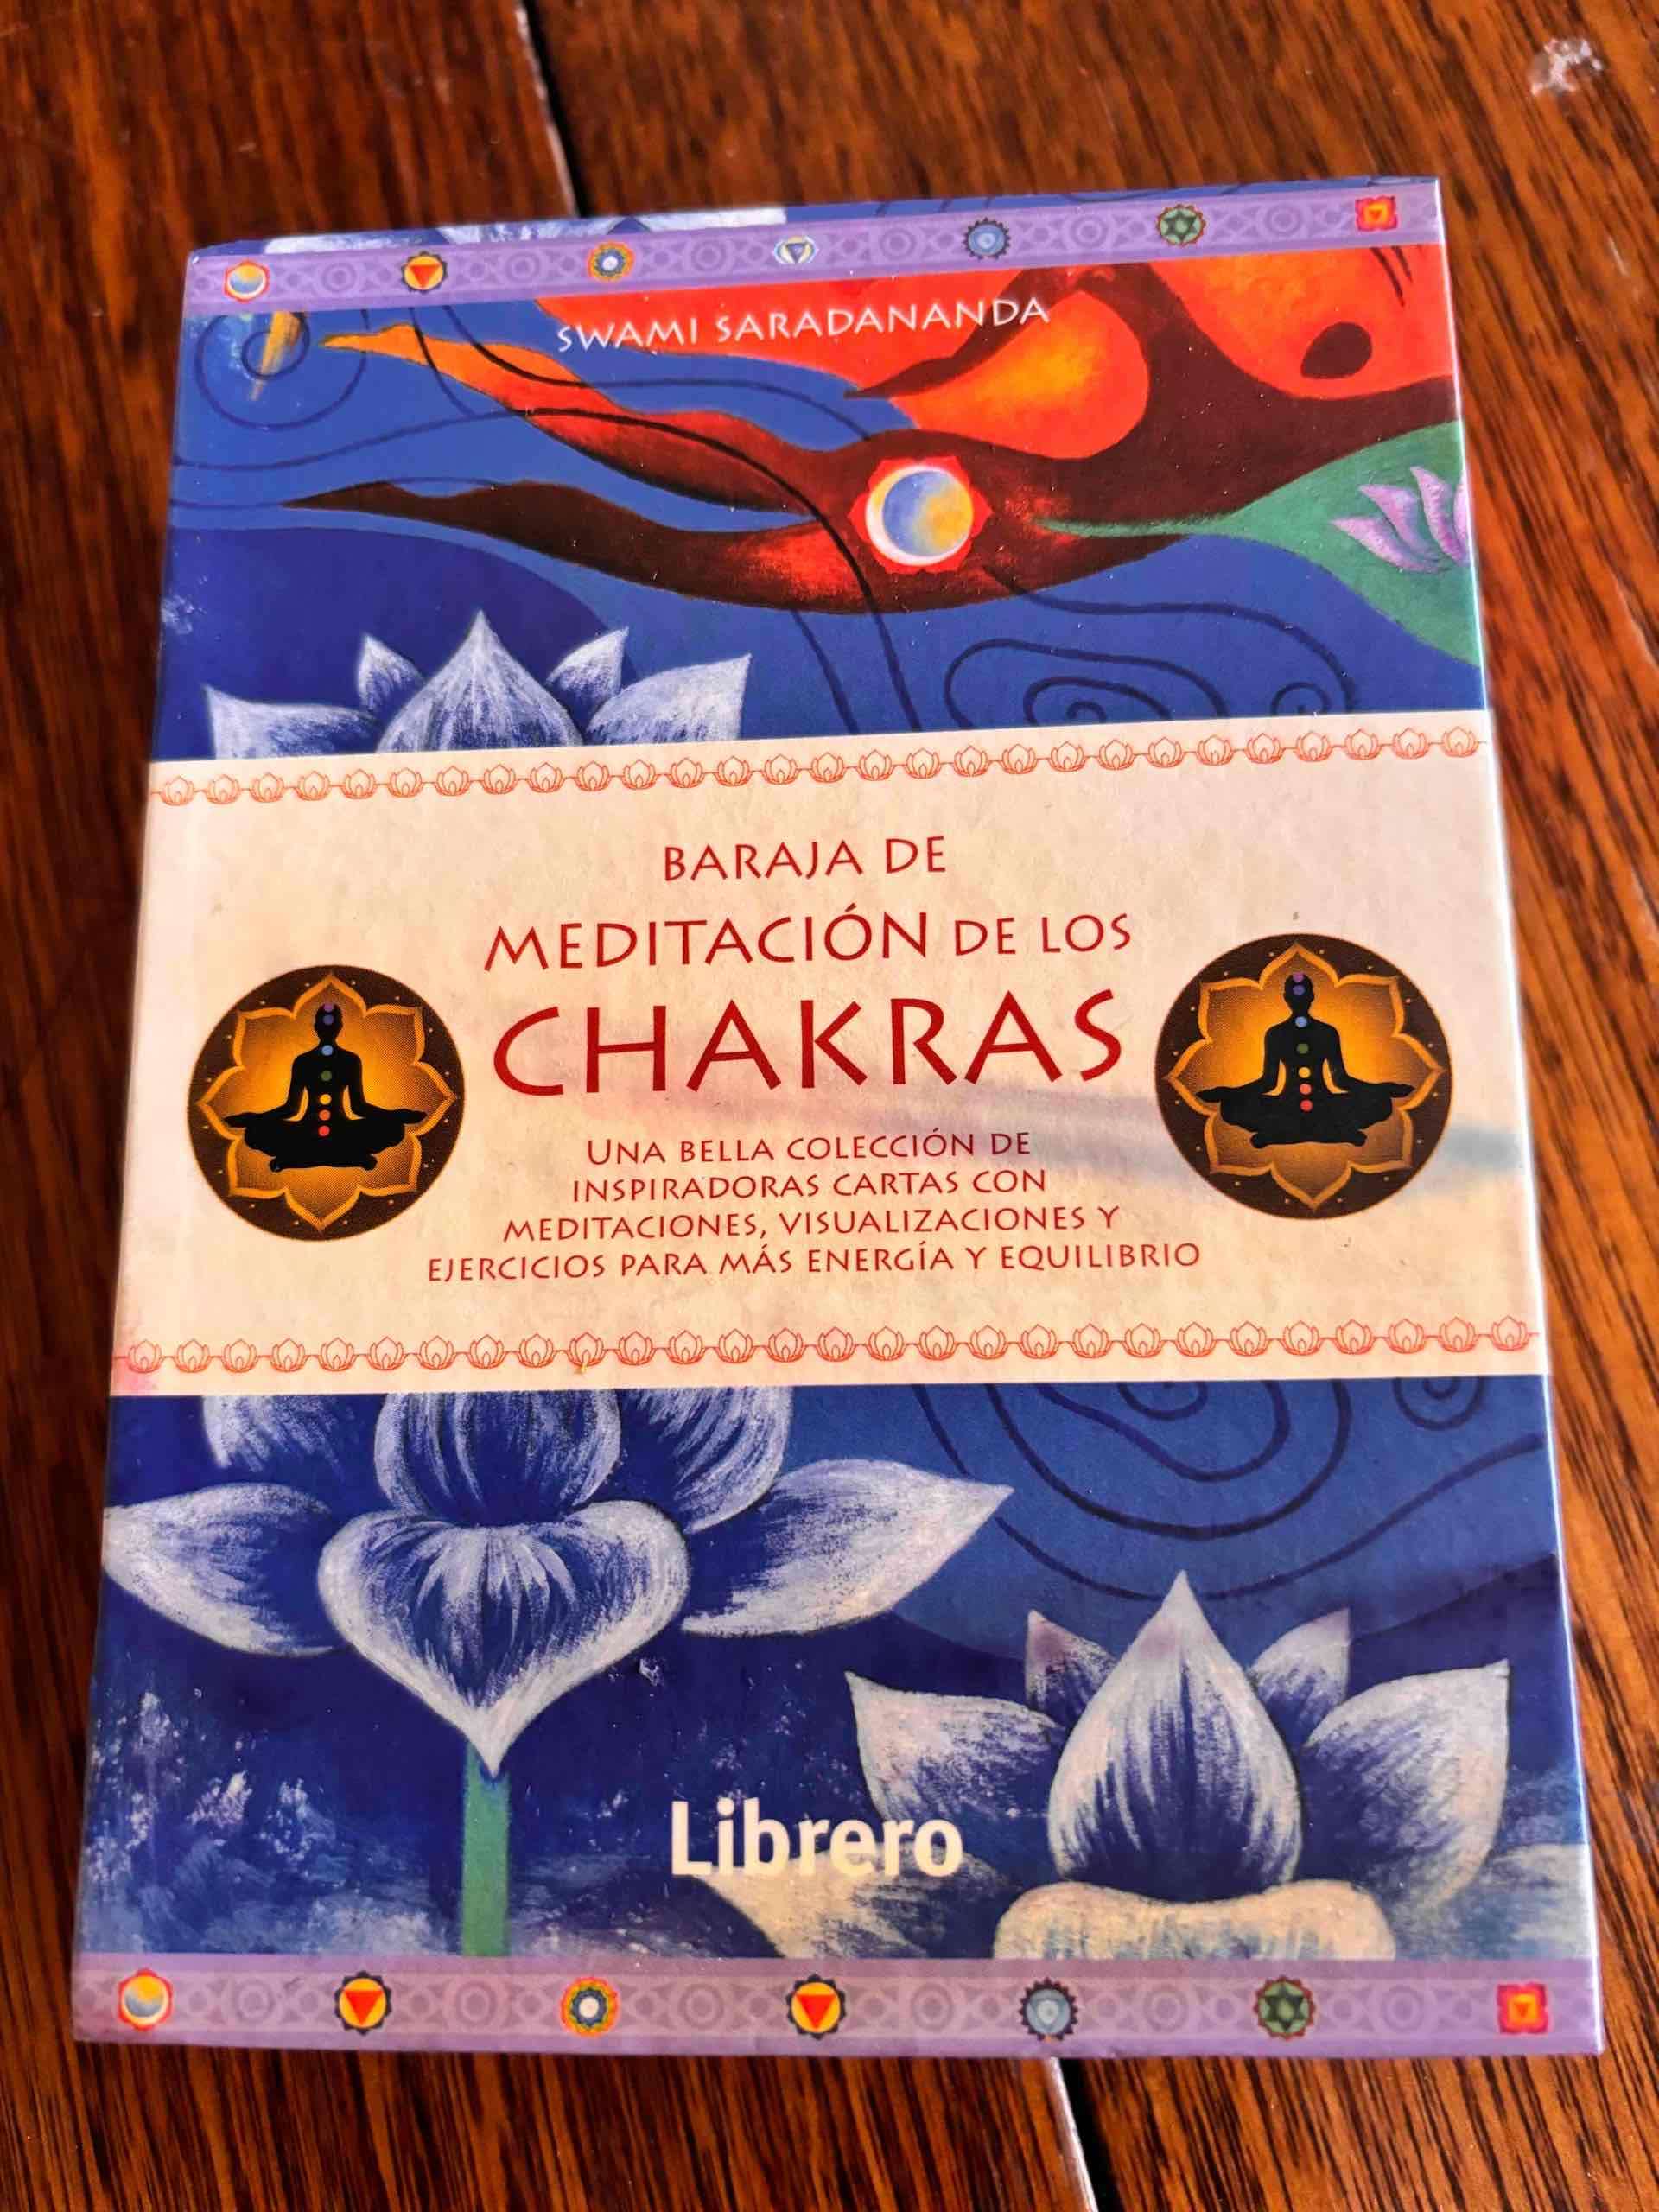 SWAMI SARADANANDA
BARAJA DE
MEDITACIÓN DE LOS
CHAKRAS
UNA BELLA COLECCIÓN DE
INSPIRADORAS CARTAS CON
MEDITACIONES, VISUALIZACIONES Y
EJERCICIOS PARA MÁS ENERGÍA Y EQUILIBRIO
Librero